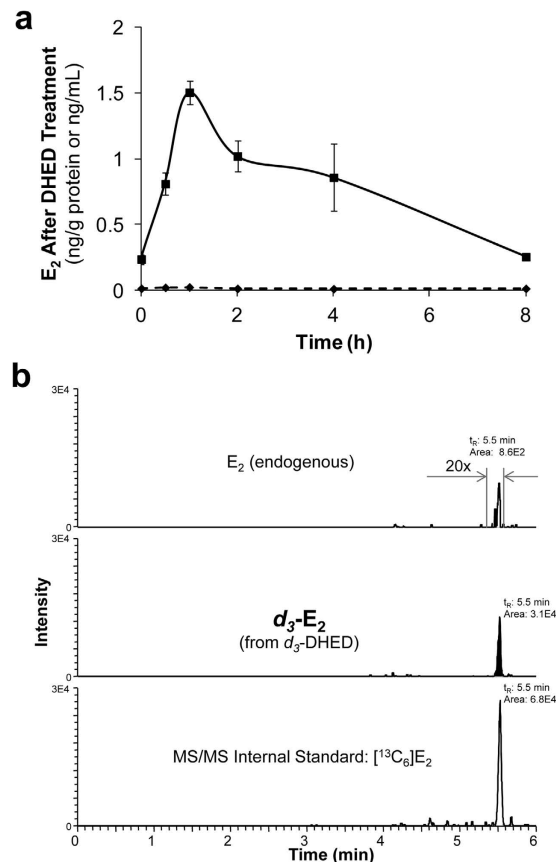 a
E₂ After DHED Treatment
(ng/g protein or ng/mL)
2
1.5
1
0.5
0
0 2 4 6 8
Time (h)
b
3E4
E₂ (endogenous)
20x
tR: 5.5 min
Area: 8.6E2
0
3E4
d₃-E₂
(from d₃-DHED)
tR: 5.5 min
Area: 3.1E4
0
Intensity
3E4
MS/MS Internal Standard: [¹³C₆]E₂
tR: 5.5 min
Area: 6.8E4
0
0 1 2 3 4 5 6
Time (min)